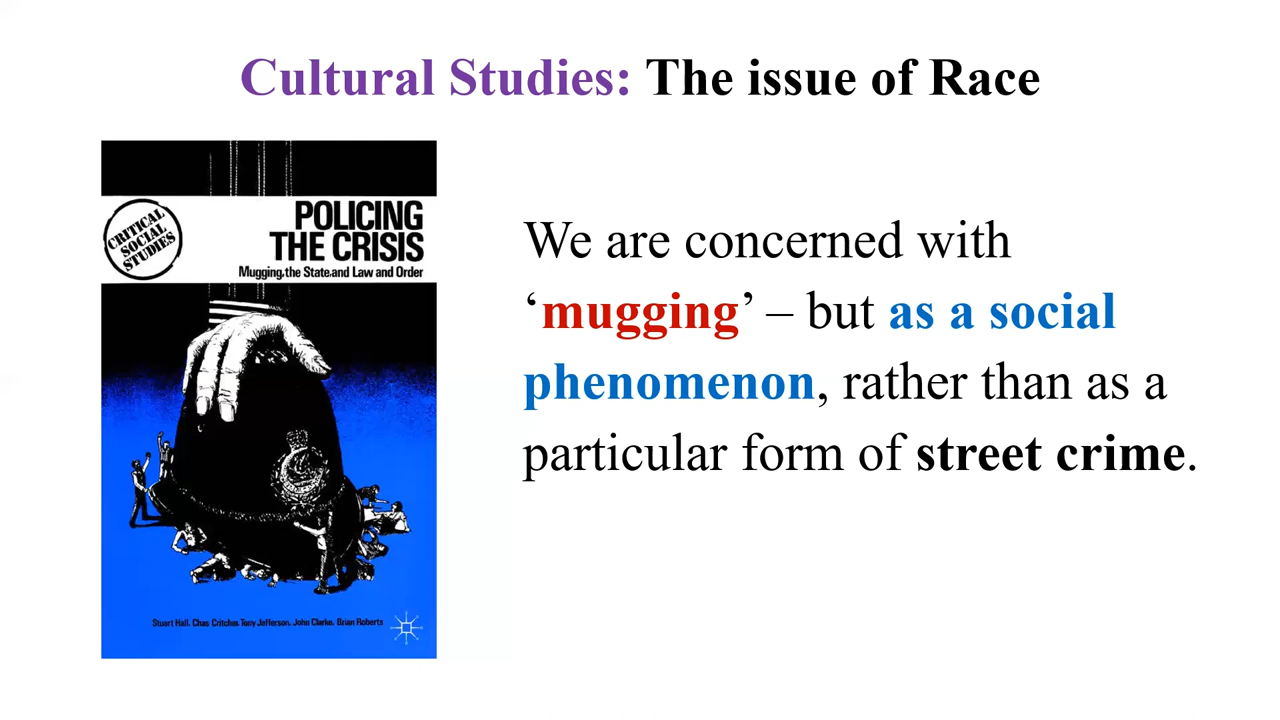 Cultural Studies: The issue of Race
CRITICAL
SOCIAL
STUDIES
POLICING
THE CRISIS
Mugging, the State, and Law and Order
We are concerned with
‘mugging’ – but as a social
phenomenon, rather than as a
particular form of street crime.
Stuart Hall, Chas Critcher, Tony Jefferson, John Clarke, Brian Roberts